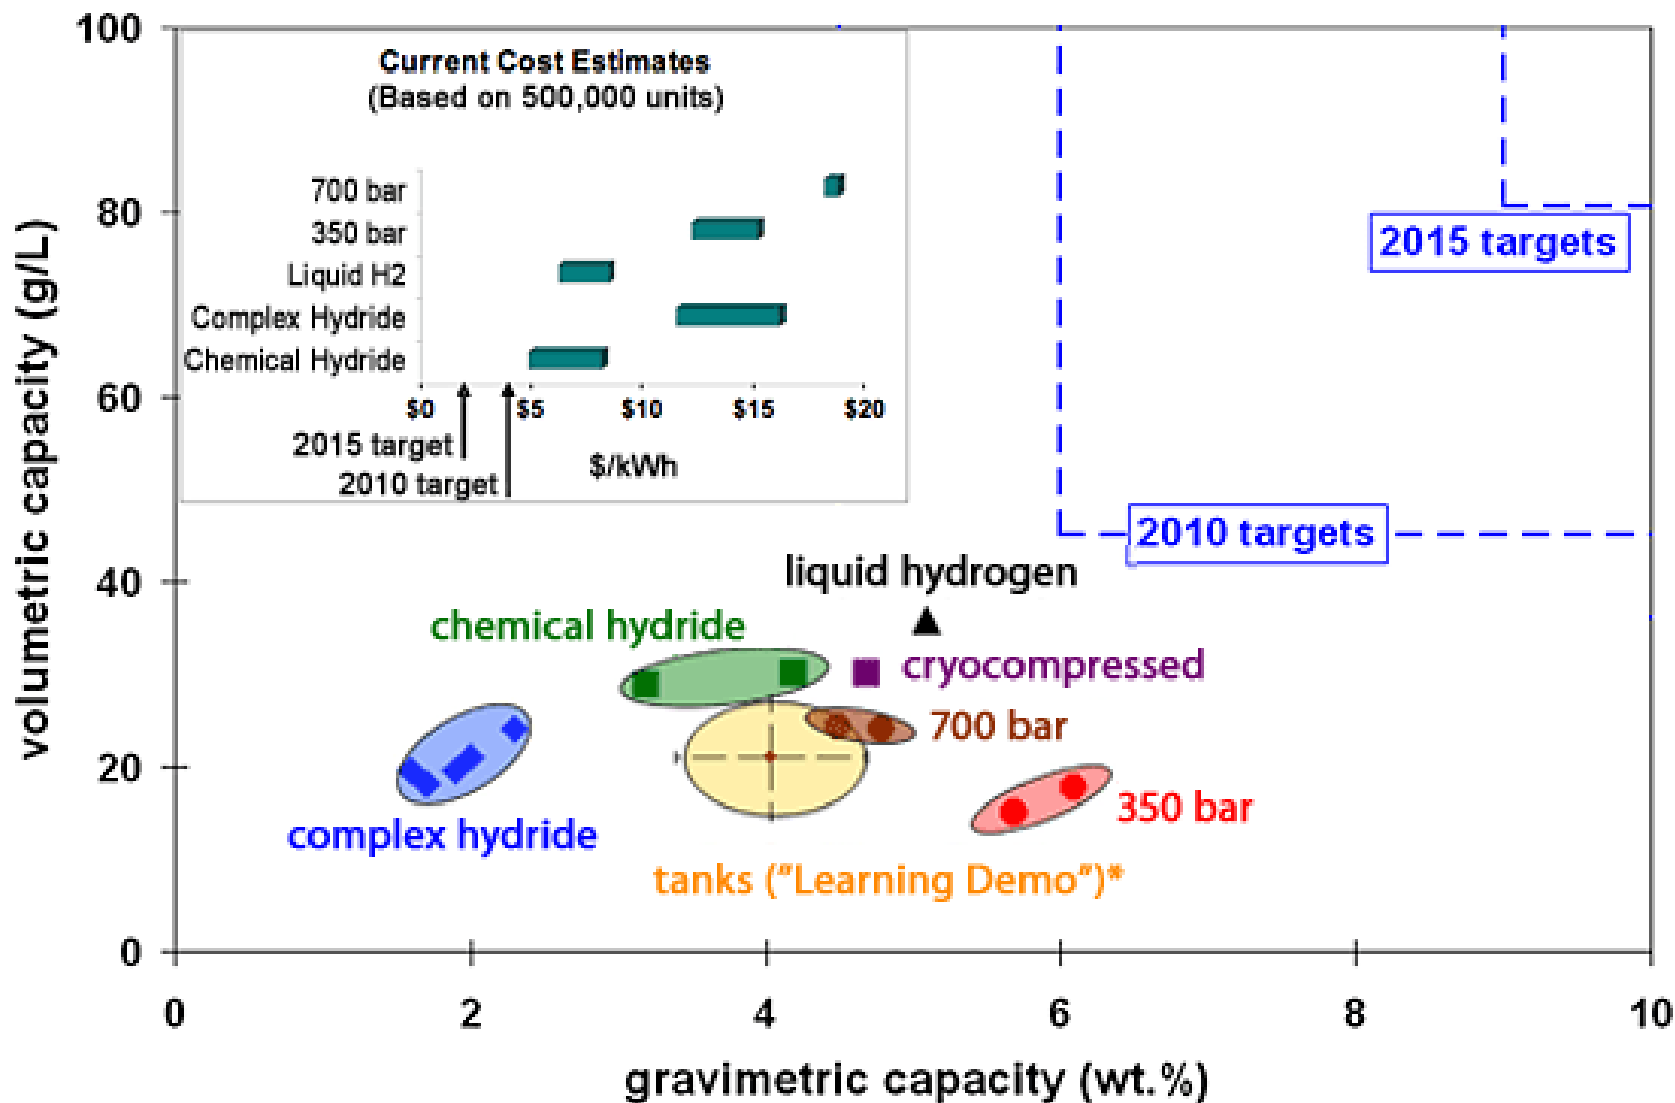 100
80
60
40
20
0
volumetric capacity (g/L)
Current Cost Estimates
(Based on 500,000 units)
700 bar
350 bar
Liquid H2
Complex Hydride
Chemical Hydride
$0 $5 $10 $15 $20
2015 target
$/kWh
2010 target
2015 targets
2010 targets
liquid hydrogen
chemical hydride
cryocompressed
700 bar
350 bar
complex hydride
tanks ("Learning Demo")*
0 2 4 6 8 10
gravimetric capacity (wt.%)